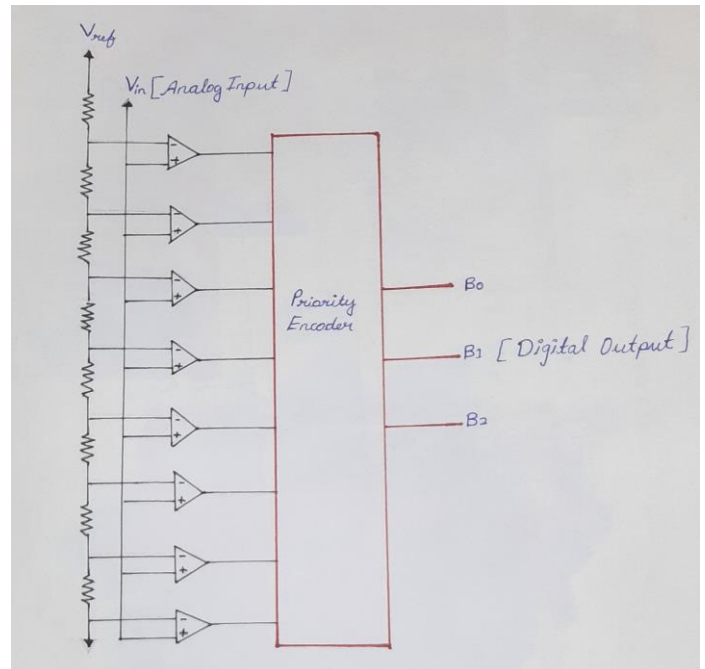 Vref
Vin [Analog Input]
- +
- +
- +
- +
- +
- +
- +
- +
Priority
Encoder
B0
B1 [Digital Output]
B2